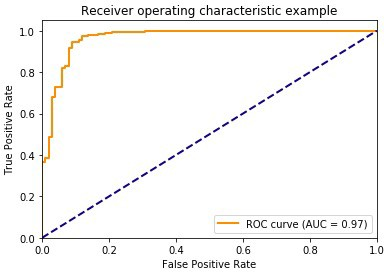 Receiver operating characteristic example
True Positive Rate
1.0
0.8
0.6
0.4
0.2
0.0
ROC curve (AUC = 0.97)
0.0 0.2 0.4 0.6 0.8 1.0
False Positive Rate